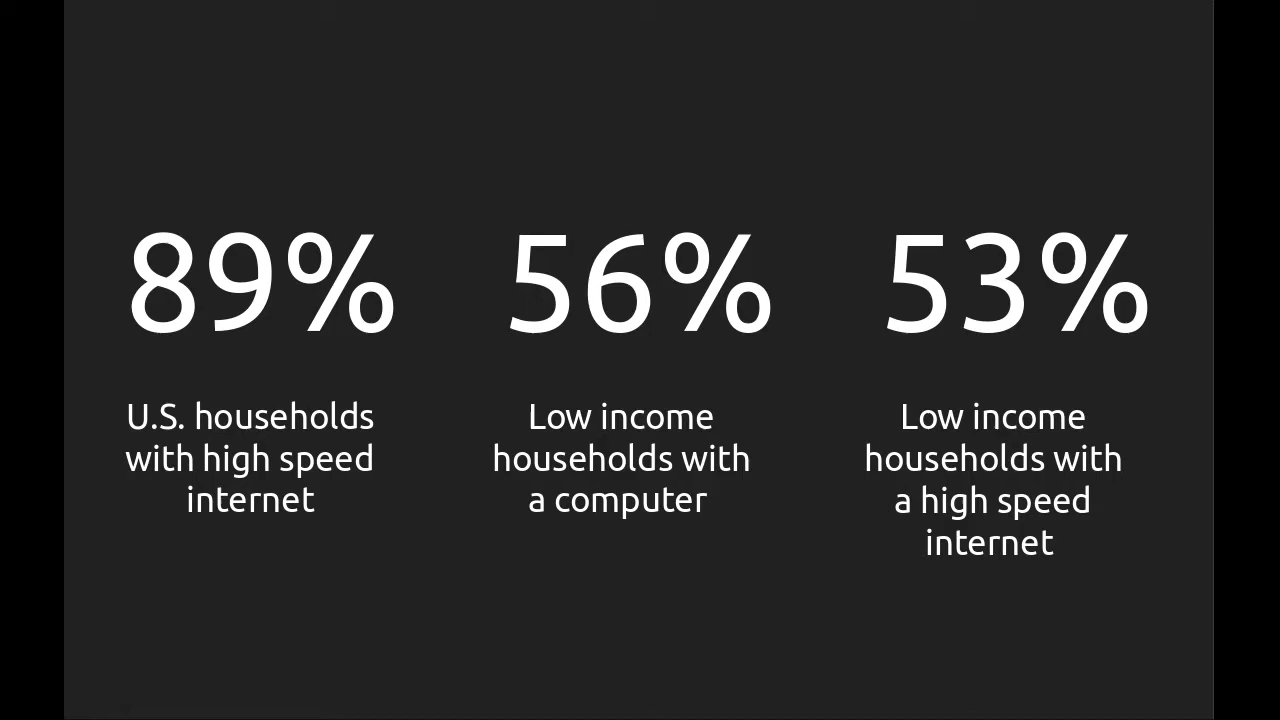 89%
U.S. households
with high speed
internet
56%
Low income
households with
a computer
53%
Low income
households with
a high speed
internet